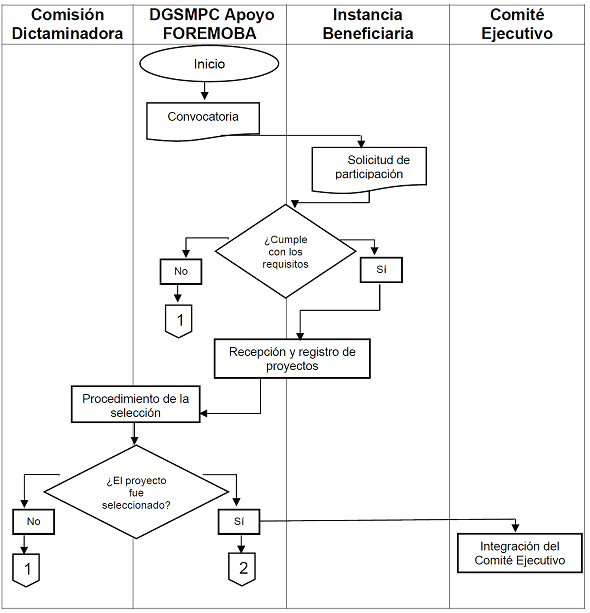 Comisión
Dictaminadora
DGSMPC Apoyo
FOREMOBA
Instancia
Beneficiaria
Comité
Ejecutivo
Inicio
Convocatoria
Solicitud de
participación
¿Cumple
con los
requisitos
No
Sí
1
Recepción y registro de
proyectos
Procedimiento de la
selección
¿El proyecto
fue
seleccionado?
No
Sí
1
2
Integración del
Comité Ejecutivo